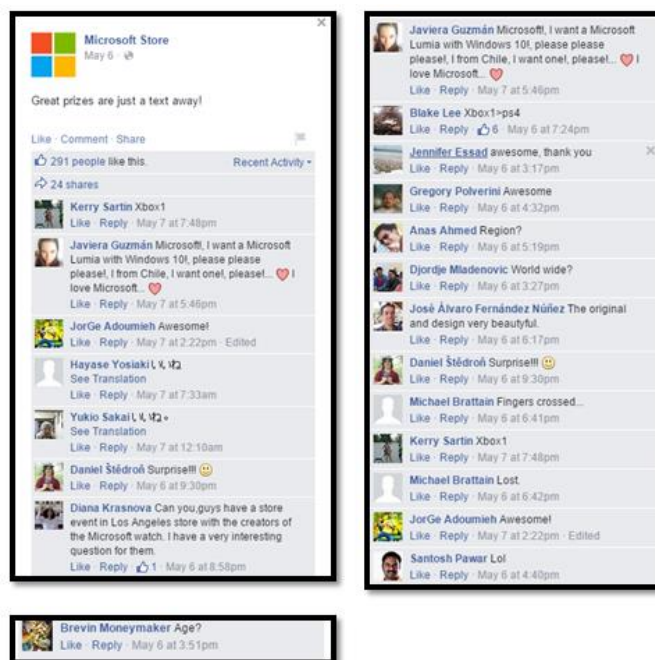 Microsoft Store
May 6 ·
Great prizes are just a text away!
Like · Comment · Share
291 people like this.
Recent Activity
24 shares
Kerry Sartin Xbox1
Like · Reply · May 7 at 7:48pm
Javiera Guzmán Microsoft!, I want a Microsoft
Lumia with Windows 10!, please please
please!, I from Chile, I want one!, please!... I
love Microsoft...
Like · Reply · May 7 at 5:46pm
JorGe Adoumieh Awesome!
Like · Reply · May 7 at 2:22pm · Edited
Hayase Yosiaki いいね
See Translation
Like · Reply · May 7 at 7:33am
Yukio Sakai いいね。
See Translation
Like · Reply · May 7 at 12:10am
Daniel Štědroň Surprise!!!
Like · Reply · May 6 at 9:30pm
Diana Krasnova Can you,guys have a store
event in Los Angeles store with the creators of
the Microsoft watch. I have a very interesting
question for them.
Like · Reply · 1 · May 6 at 8:58pm
Javiera Guzmán Microsoft!, I want a Microsoft
Lumia with Windows 10!, please please
please!, I from Chile, I want one!, please!... I
love Microsoft...
Like · Reply · May 7 at 5:46pm
Blake Lee Xbox1>ps4
Like · Reply · 6 · May 6 at 7:24pm
Jennifer Essad awesome, thank you
Like · Reply · May 6 at 3:17pm
Gregory Polverini Awesome
Like · Reply · May 6 at 4:32pm
Anas Ahmed Region?
Like · Reply · May 6 at 5:19pm
Djordje Mladenovic World wide?
Like · Reply · May 6 at 3:27pm
José Álvaro Fernández Núñez The original
and design very beautyful.
Like · Reply · May 6 at 6:17pm
Daniel Štědroň Surprise!!!
Like · Reply · May 6 at 9:30pm
Michael Brattain Fingers crossed...
Like · Reply · May 6 at 6:41pm
Kerry Sartin Xbox1
Like · Reply · May 7 at 7:48pm
Michael Brattain Lost.
Like · Reply · May 6 at 6:42pm
JorGe Adoumieh Awesome!
Like · Reply · May 7 at 2:22pm · Edited
Santosh Pawar Lol
Like · Reply · May 6 at 4:40pm
Brevin Moneymaker Age?
Like · Reply · May 6 at 3:51pm